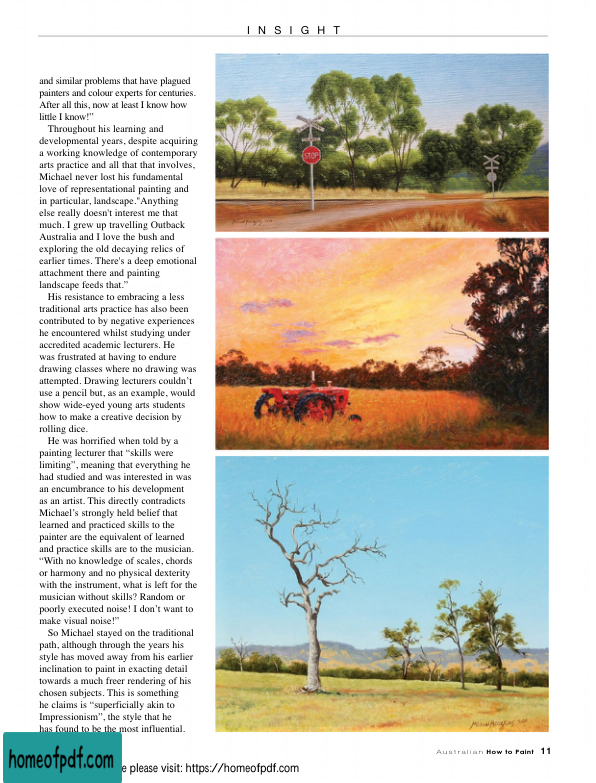 INSIGHT
and similar problems that have plagued
painters and colour experts for centuries.
After all this, now at least I know how
little I know!”
Throughout his learning and
developmental years, despite acquiring
a working knowledge of contemporary
arts practice and all that that involves,
Michael never lost his fundamental
love of representational painting and
in particular, landscape."Anything
else really doesn't interest me that
much. I grew up travelling Outback
Australia and I love the bush and
exploring the old decaying relics of
earlier times. There's a deep emotional
attachment there and painting
landscape feeds that.”
His resistance to embracing a less
traditional arts practice has also been
contributed to by negative experiences
he encountered whilst studying under
accredited academic lecturers. He
was frustrated at having to endure
drawing classes where no drawing was
attempted. Drawing lecturers couldn’t
use a pencil but, as an example, would
show wide-eyed young arts students
how to make a creative decision by
rolling dice.
He was horrified when told by a
painting lecturer that “skills were
limiting”, meaning that everything he
had studied and was interested in was
an encumbrance to his development
as an artist. This directly contradicts
Michael’s strongly held belief that
learned and practiced skills to the
painter are the equivalent of learned
and practice skills are to the musician.
“With no knowledge of scales, chords
or harmony and no physical dexterity
with the instrument, what is left for the
musician without skills? Random or
poorly executed noise! I don’t want to
make visual noise!”
So Michael stayed on the traditional
path, although through the years his
style has moved away from his earlier
inclination to paint in exacting detail
towards a much freer rendering of his
chosen subjects. This is something
he claims is “superficially akin to
Impressionism”, the style that he
has found to be the most influential.
STOP
Australian How to Paint 11
homeofpdf.com
e please visit: https://homeofpdf.com